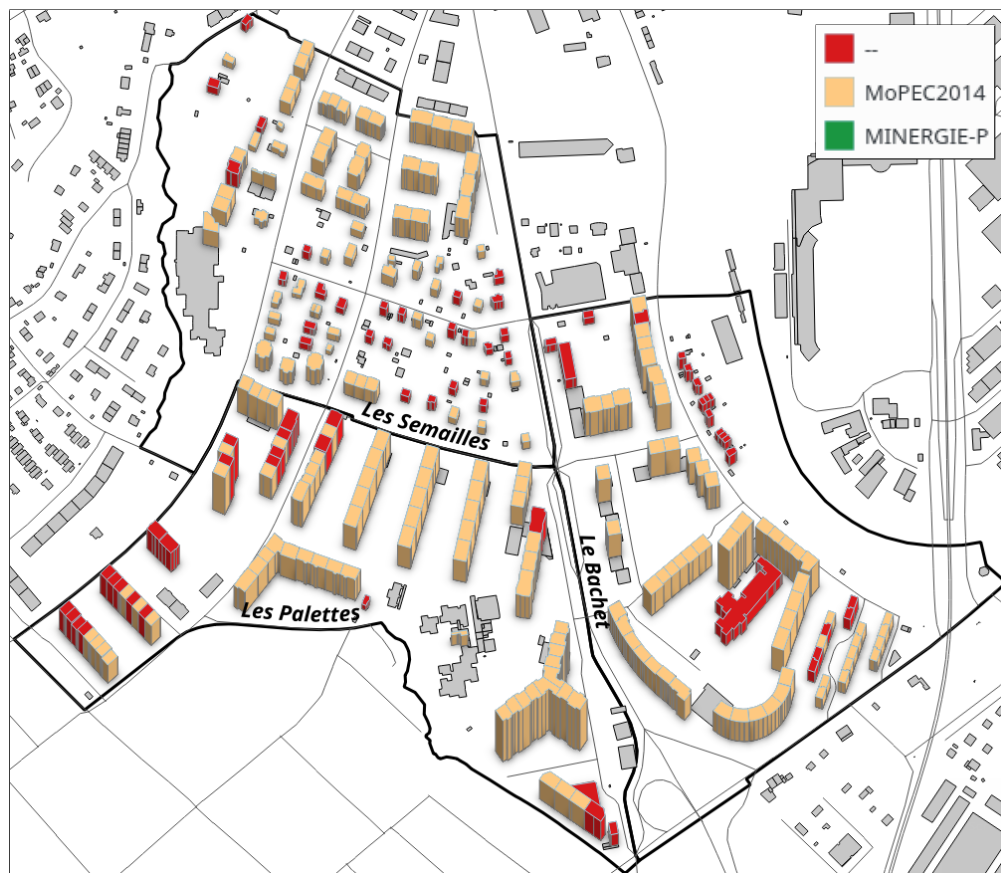 --
MoPEC2014
MINERGIE-P
Les Semailles
Le Bachet
Les Palettes